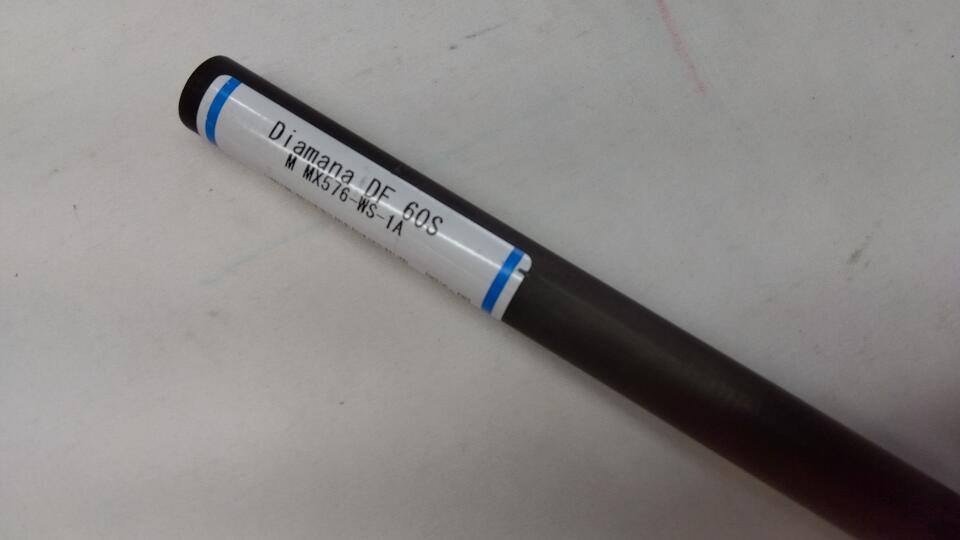 Diamana DF 60S
M MX576-WS-1A